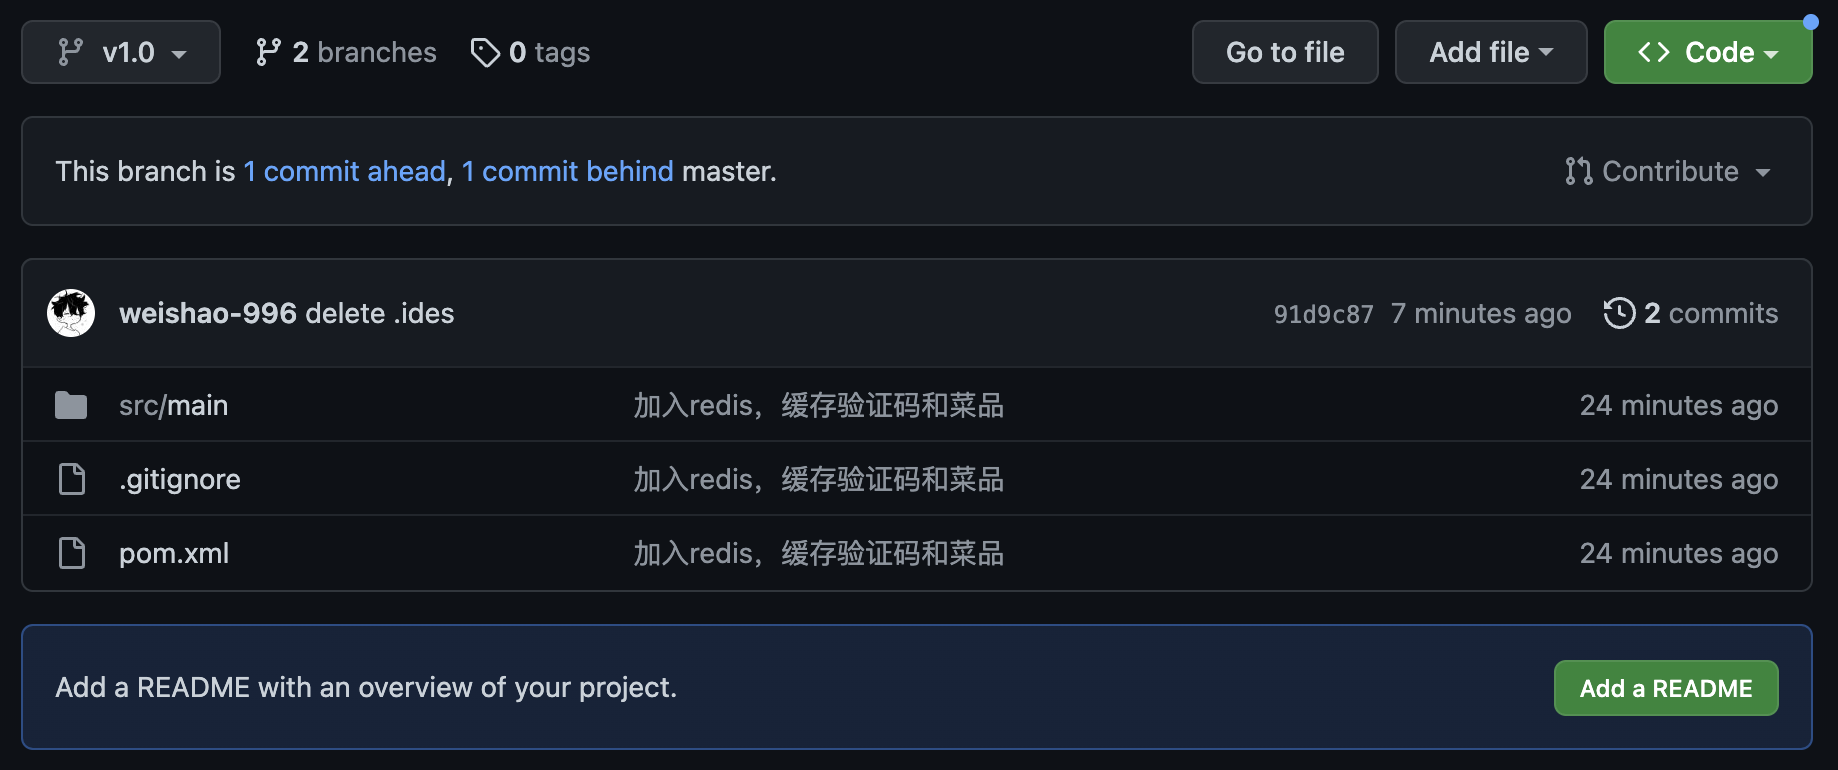 v1.0 2 branches 0 tags Go to file Add file Code
This branch is 1 commit ahead, 1 commit behind master. Contribute
weishao-996 delete .ides 91d9c87 7 minutes ago 2 commits
src/main 加入redis，缓存验证码和菜品 24 minutes ago
.gitignore 加入redis，缓存验证码和菜品 24 minutes ago
pom.xml 加入redis，缓存验证码和菜品 24 minutes ago
Add a README with an overview of your project. Add a README